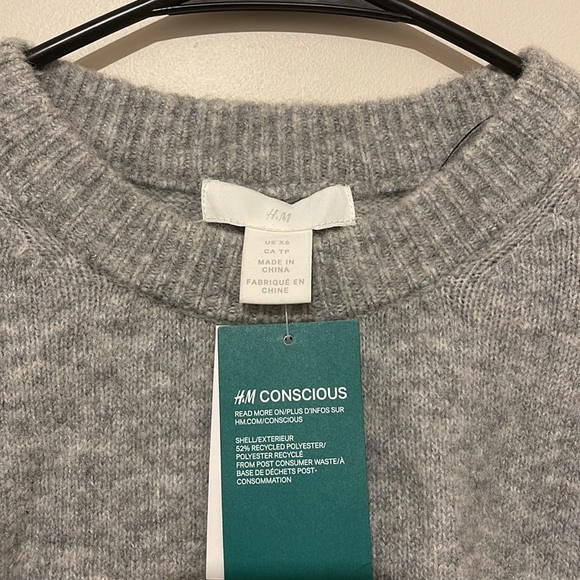 H&M
US XS
CA TP
MADE IN
CHINA
FABRIQUÉ EN
CHINE
H&M CONSCIOUS
READ MORE ON/PLUS D'INFOS SUR
HM.COM/CONSCIOUS
SHELL/EXTERIEUR
52% RECYCLED POLYESTER/
POLYESTER RECYCLÉ
FROM POST CONSUMER WASTE/À
BASE DE DÉCHETS POST-
CONSOMMATION